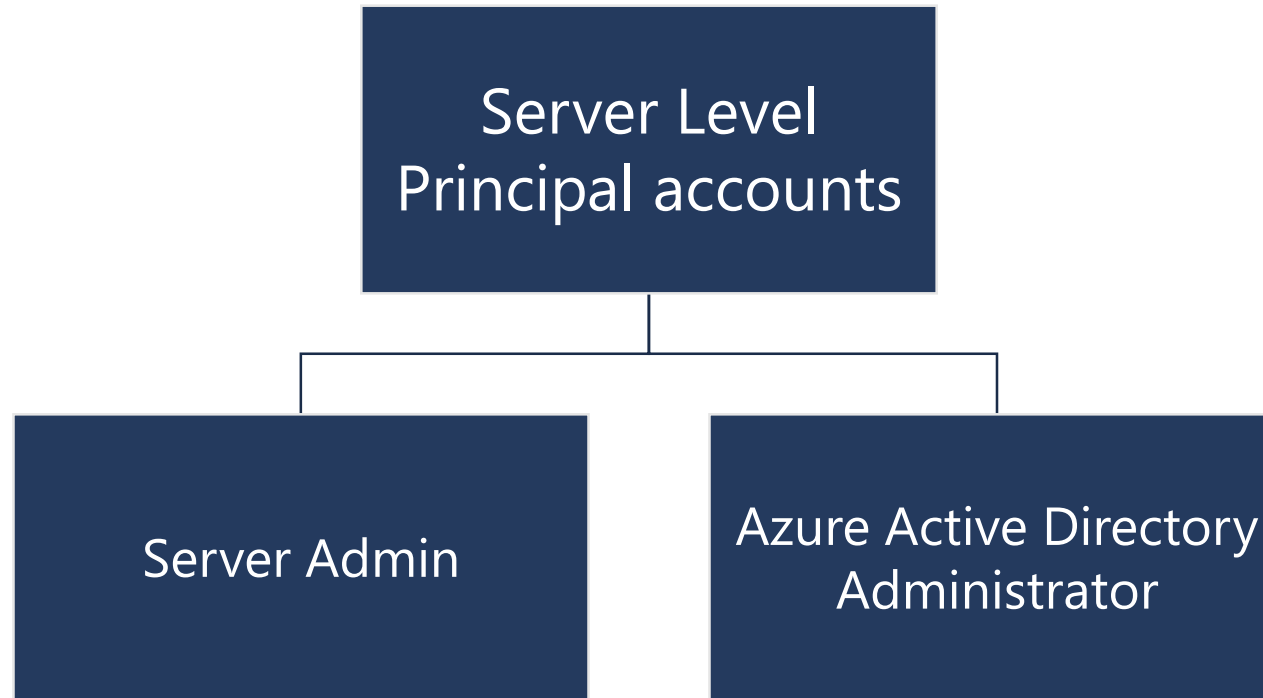 Server Level
Principal accounts
Server Admin
Azure Active Directory
Administrator